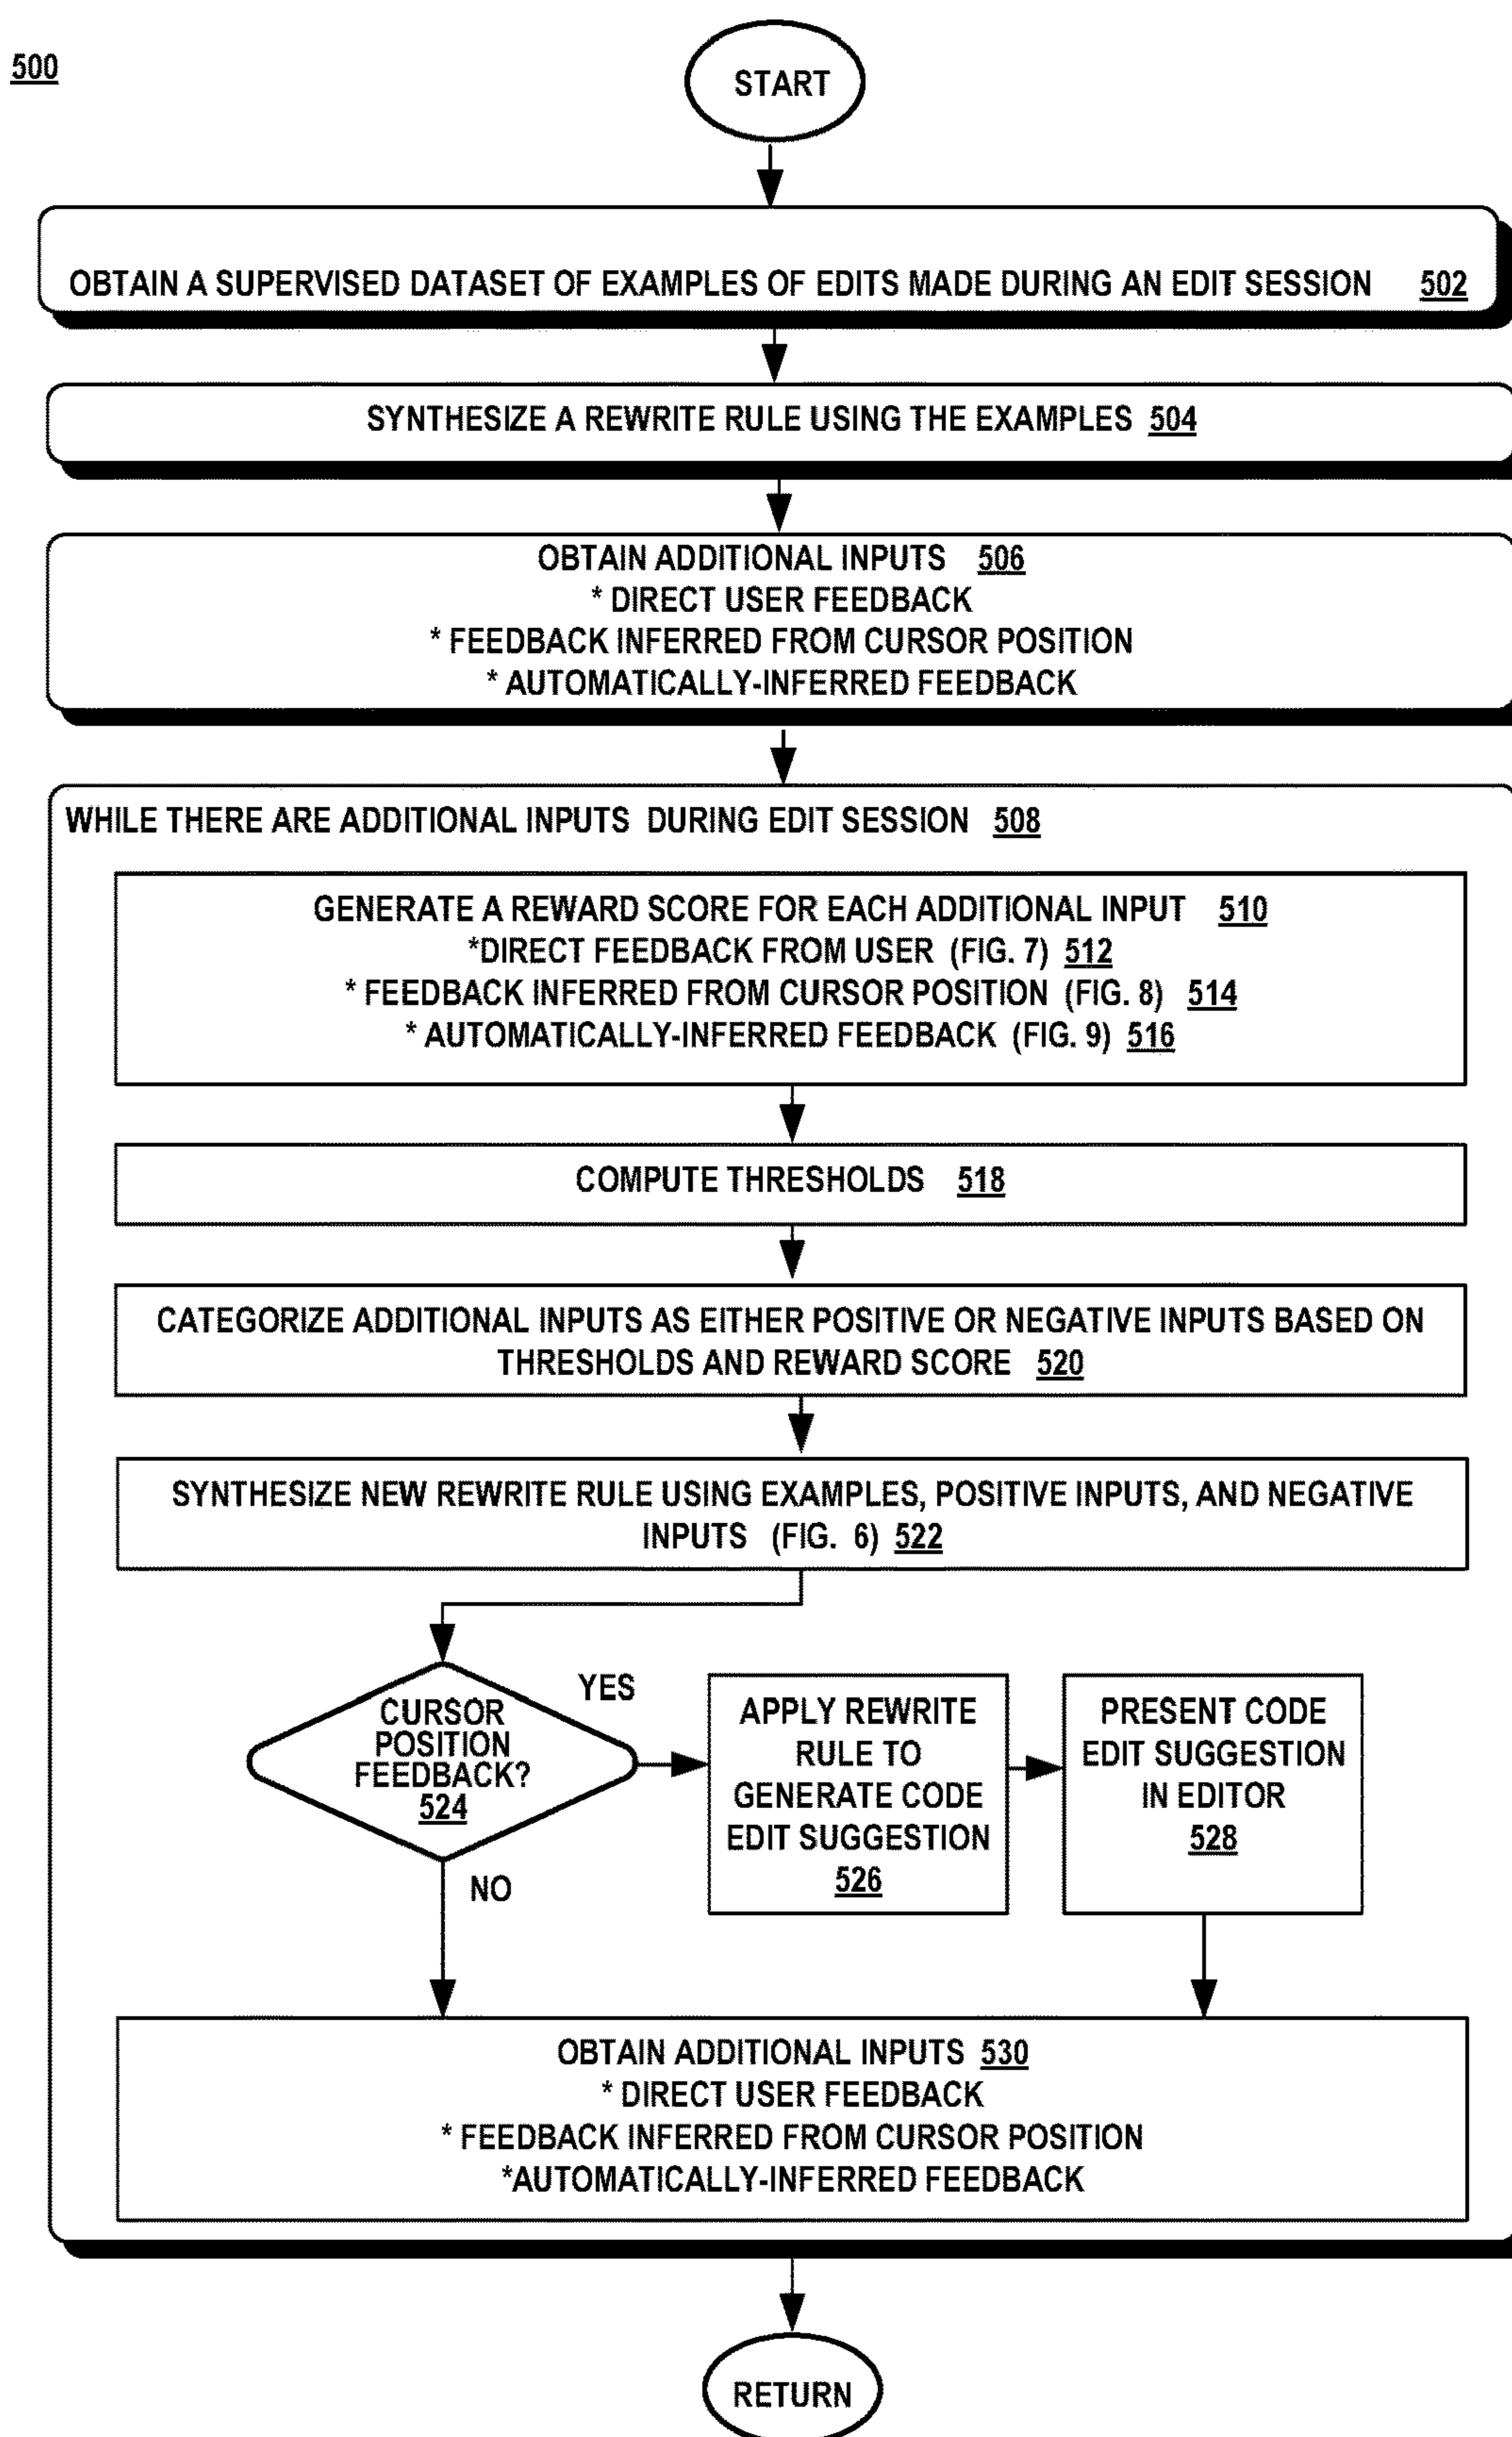 500
START
OBTAIN A SUPERVISED DATASET OF EXAMPLES OF EDITS MADE DURING AN EDIT SESSION 502
SYNTHESIZE A REWRITE RULE USING THE EXAMPLES 504
OBTAIN ADDITIONAL INPUTS 506
* DIRECT USER FEEDBACK
* FEEDBACK INFERRED FROM CURSOR POSITION
* AUTOMATICALLY-INFERRED FEEDBACK
WHILE THERE ARE ADDITIONAL INPUTS DURING EDIT SESSION 508
GENERATE A REWARD SCORE FOR EACH ADDITIONAL INPUT 510
*DIRECT FEEDBACK FROM USER (FIG. 7) 512
* FEEDBACK INFERRED FROM CURSOR POSITION (FIG. 8) 514
* AUTOMATICALLY-INFERRED FEEDBACK (FIG. 9) 516
COMPUTE THRESHOLDS 518
CATEGORIZE ADDITIONAL INPUTS AS EITHER POSITIVE OR NEGATIVE INPUTS BASED ON
THRESHOLDS AND REWARD SCORE 520
SYNTHESIZE NEW REWRITE RULE USING EXAMPLES, POSITIVE INPUTS, AND NEGATIVE
INPUTS (FIG. 6) 522
CURSOR
POSITION
FEEDBACK?
524
YES
NO
APPLY REWRITE
RULE TO
GENERATE CODE
EDIT SUGGESTION
526
PRESENT CODE
EDIT SUGGESTION
IN EDITOR
528
OBTAIN ADDITIONAL INPUTS 530
* DIRECT USER FEEDBACK
* FEEDBACK INFERRED FROM CURSOR POSITION
*AUTOMATICALLY-INFERRED FEEDBACK
RETURN